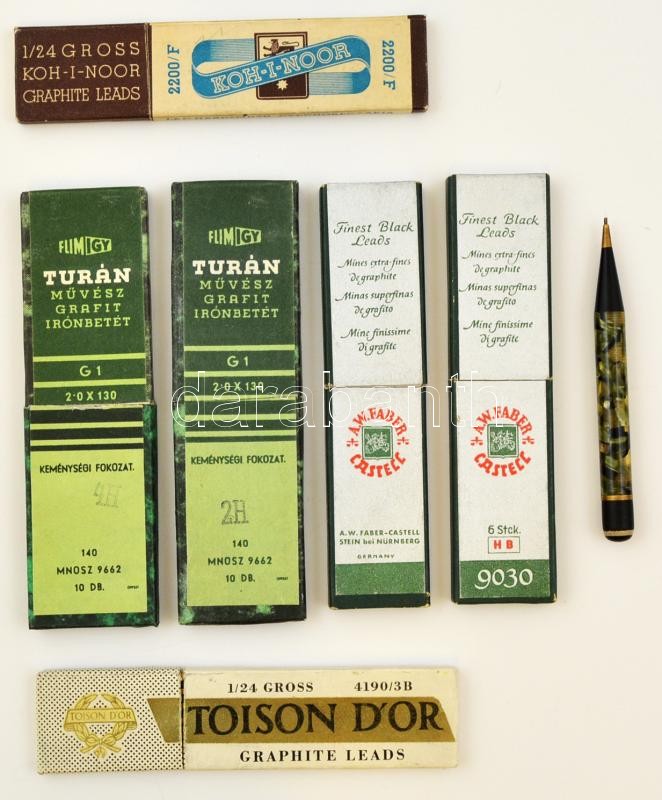 1/24 GROSS
KOH-I-NOOR
GRAPHITE LEADS
2200/F
KOH-I-NOOR
2200/F
FLIMIGY
TURÁN
MŰVÉSZ
GRAFIT
IRÓNBETÉT
G 1
2·0 X 130
KEMÉNYSÉGI FOKOZAT.
4H
140
MNOSZ 9662
10 DB.
FLIMIGY
TURÁN
MŰVÉSZ
GRAFIT
IRÓNBETÉT
G 1
2·0 X 130
KEMÉNYSÉGI FOKOZAT.
2H
140
MNOSZ 9662
10 DB.
Finest Black
Leads
Mines extra-fines
de graphite
Minas superfinas
de grafito
Mine finissime
di grafite
A.W.FABER
CASTELL
A.W. FABER-CASTELL
STEIN bei NÜRNBERG
GERMANY
Finest Black
Leads
Mines extra-fines
de graphite
Minas superfinas
de grafito
Mine finissime
di grafite
A.W.FABER
CASTELL
6 Stck.
HB
9030
darabanth
TOISON D'OR
1/24 GROSS 4190/3B
TOISON D'OR
GRAPHITE LEADS